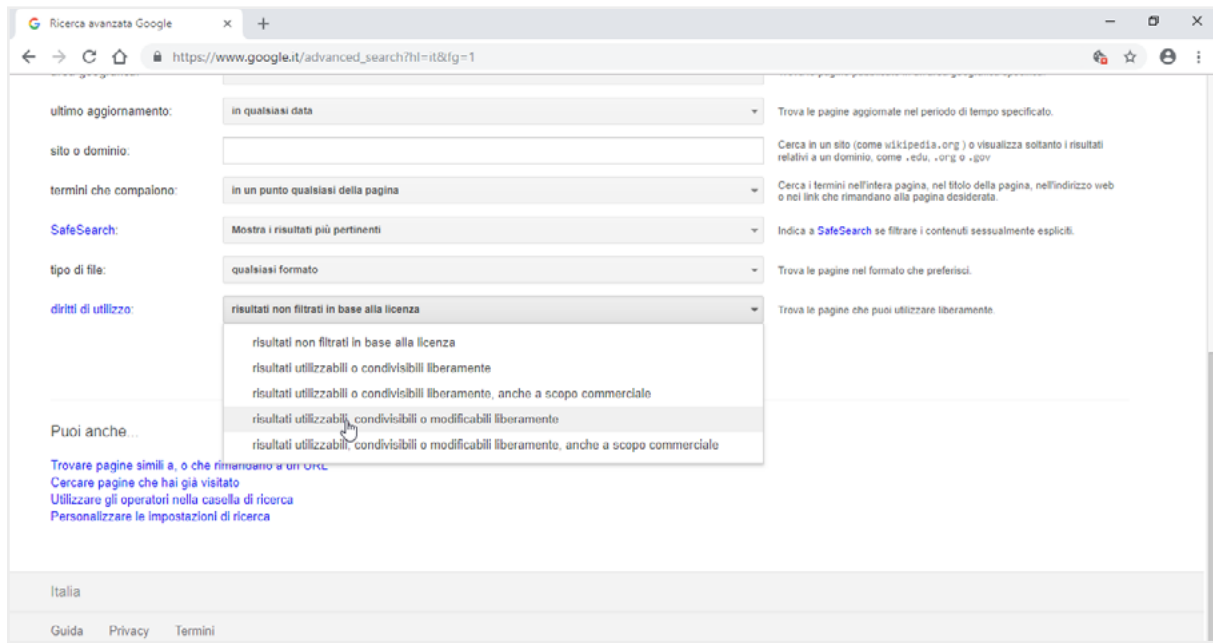 Ricerca avanzata Google
https://www.google.it/advanced_search?hl=it&fg=1
ultimo aggiornamento:
in qualsiasi data
Trova le pagine aggiornate nel periodo di tempo specificato.
sito o dominio:
Cerca in un sito (come wikipedia.org ) o visualizza soltanto i risultati
relativi a un dominio, come .edu, .org o .gov
termini che compaiono:
in un punto qualsiasi della pagina
Cerca i termini nell'intera pagina, nel titolo della pagina, nell'indirizzo web
o nei link che rimandano alla pagina desiderata.
SafeSearch:
Mostra i risultati più pertinenti
Indica a SafeSearch se filtrare i contenuti sessualmente espliciti.
tipo di file:
qualsiasi formato
Trova le pagine nel formato che preferisci.
diritti di utilizzo:
risultati non filtrati in base alla licenza
Trova le pagine che puoi utilizzare liberamente.
risultati non filtrati in base alla licenza
risultati utilizzabili o condivisibili liberamente
risultati utilizzabili o condivisibili liberamente, anche a scopo commerciale
risultati utilizzabili, condivisibili o modificabili liberamente
risultati utilizzabili, condivisibili o modificabili liberamente, anche a scopo commerciale
Puoi anche...
Trovare pagine simili a, o che rimandano a un URL
Cercare pagine che hai già visitato
Utilizzare gli operatori nella casella di ricerca
Personalizzare le impostazioni di ricerca
Italia
Guida Privacy Termini